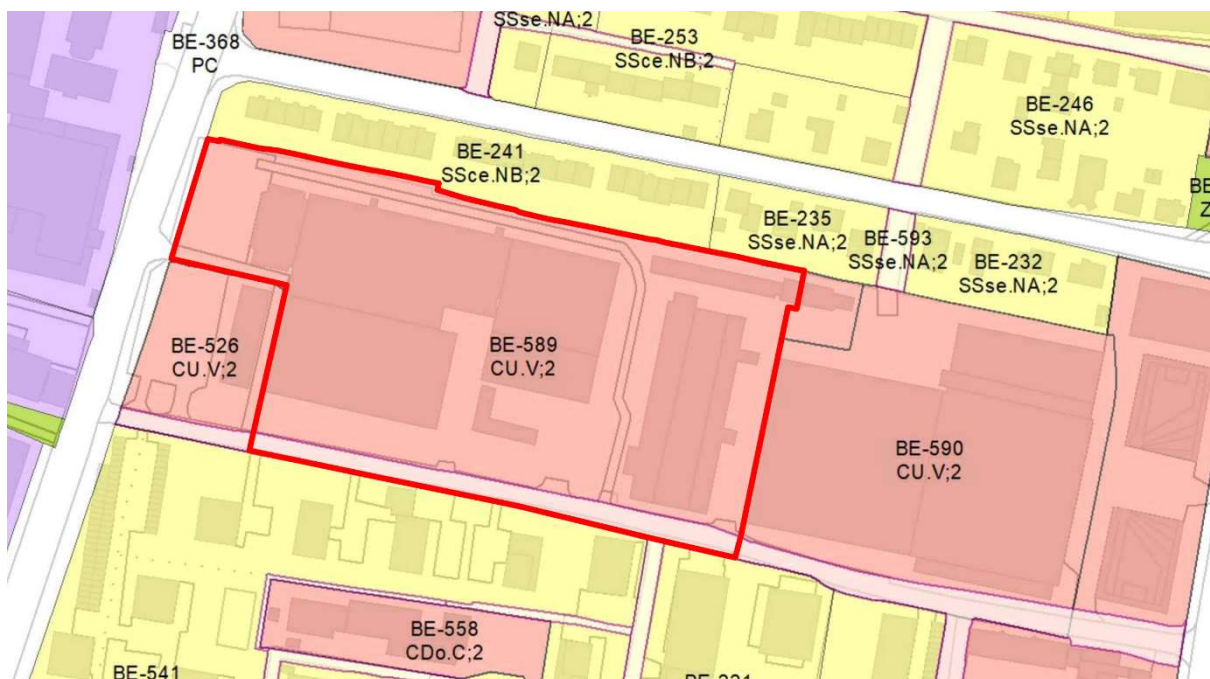 SSse.NA;2
BE-368
PC
BE-253
SSce.NB;2
BE-246
SSse.NA;2
BE-241
SSce.NB;2
BE-235
SSse.NA;2
BE-593
SSse.NA;2
BE-232
SSse.NA;2
BE-526
CU.V;2
BE-589
CU.V;2
BE-590
CU.V;2
BE-558
CDo.C;2
BE-541